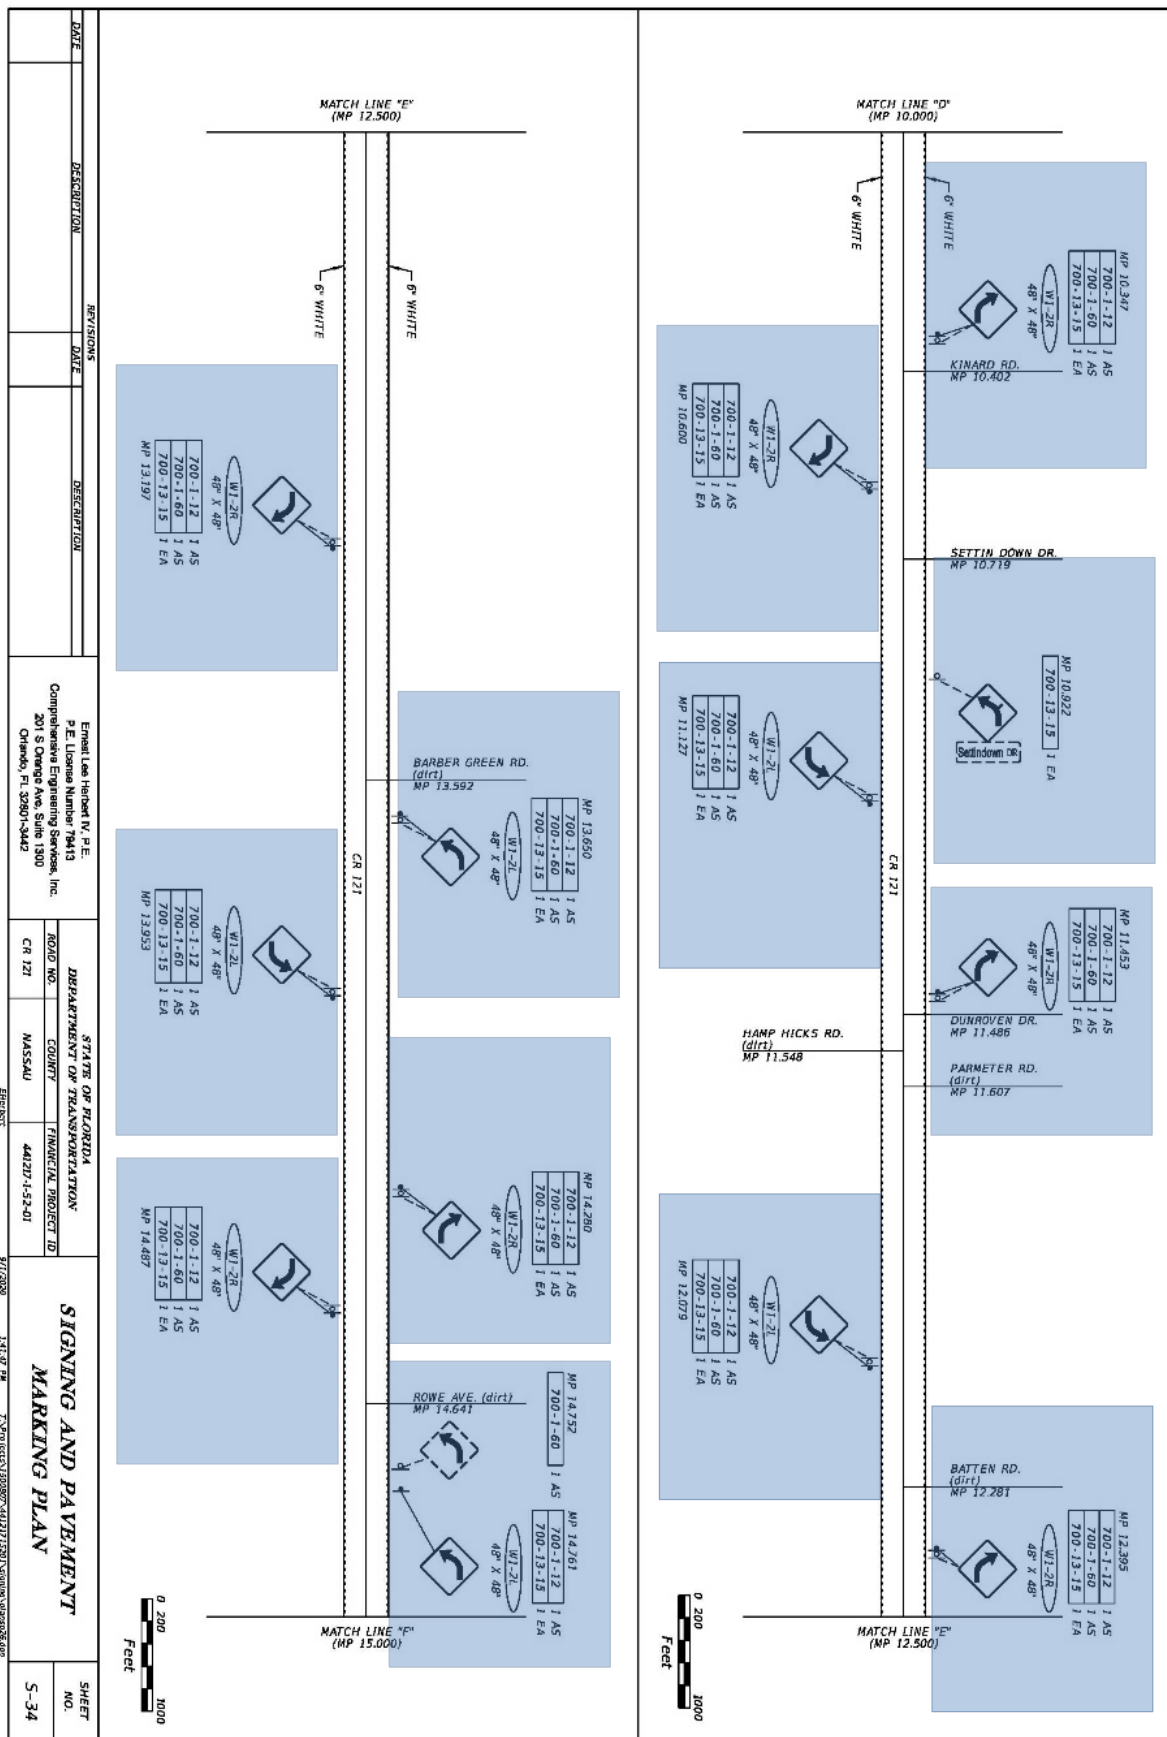 MATCH LINE "D"
(MP 10.000)
6" WHITE
6" WHITE
MP 10.347
700-1-12 1 AS
700-1-60 1 AS
700-13-15 1 EA
W1-2R
48" X 48"
KINARD RD.
MP 10.402
W1-2R
48" X 48"
700-1-12 1 AS
700-1-60 1 AS
700-13-15 1 EA
MP 10.600
SETTIN DOWN DR.
MP 10.719
MP 10.922
700-13-15 1 EA
Settindown DR
W1-2L
48" X 48"
700-1-12 1 AS
700-1-60 1 AS
700-13-15 1 EA
MP 11.127
CR 121
MP 11.453
700-1-12 1 AS
700-1-60 1 AS
700-13-15 1 EA
W1-2R
48" X 48"
DUNROVEN DR.
MP 11.486
HAMP HICKS RD.
(dirt)
MP 11.548
PARMETER RD.
(dirt)
MP 11.607
W1-2L
48" X 48"
700-1-12 1 AS
700-1-60 1 AS
700-13-15 1 EA
MP 12.079
BATTEN RD.
(dirt)
MP 12.281
MP 12.395
700-1-12 1 AS
700-1-60 1 AS
700-13-15 1 EA
W1-2R
48" X 48"
MATCH LINE "E"
(MP 12.500)
0 200 1000
Feet
MATCH LINE "E"
(MP 12.500)
6" WHITE
6" WHITE
W1-2R
48" X 48"
700-1-12 1 AS
700-1-60 1 AS
700-13-15 1 EA
MP 13.197
BARBER GREEN RD.
(dirt)
MP 13.592
MP 13.650
700-1-12 1 AS
700-1-60 1 AS
700-13-15 1 EA
W1-2L
48" X 48"
CR 121
W1-2L
48" X 48"
700-1-12 1 AS
700-1-60 1 AS
700-13-15 1 EA
MP 13.953
MP 14.280
700-1-12 1 AS
700-1-60 1 AS
700-13-15 1 EA
W1-2R
48" X 48"
W1-2R
48" X 48"
700-1-12 1 AS
700-1-60 1 AS
700-13-15 1 EA
MP 14.487
ROWE AVE. (dirt)
MP 14.641
MP 14.752
700-1-60 1 AS
MP 14.761
700-1-12 1 AS
700-13-15 1 EA
W1-2L
48" X 48"
MATCH LINE "F"
(MP 15.000)
0 200 1000
Feet
REVISIONS
DATE DESCRIPTION DATE DESCRIPTION
Ernest Lee Herbert IV, P.E.
P.E. License Number 79413
Comprehensive Engineering Services, Inc.
201 S Orange Ave, Suite 1300
Orlando, FL 32801-3442
STATE OF FLORIDA
DEPARTMENT OF TRANSPORTATION
ROAD NO. COUNTY FINANCIAL PROJECT ID
CR 121 NASSAU 441217-1-52-01
SIGNING AND PAVEMENT
MARKING PLAN
SHEET
NO.
S-34
EHerbert 9/1/2020 1:41:47 PM